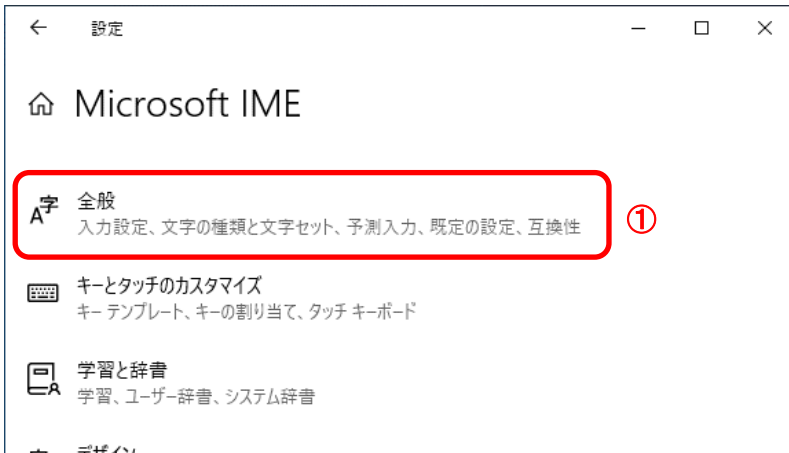 設定
Microsoft IME
全般
入力設定、文字の種類と文字セット、予測入力、既定の設定、互換性
①
キーとタッチのカスタマイズ
キー テンプレート、キーの割り当て、タッチ キーボード
学習と辞書
学習、ユーザー辞書、システム辞書
デザイン